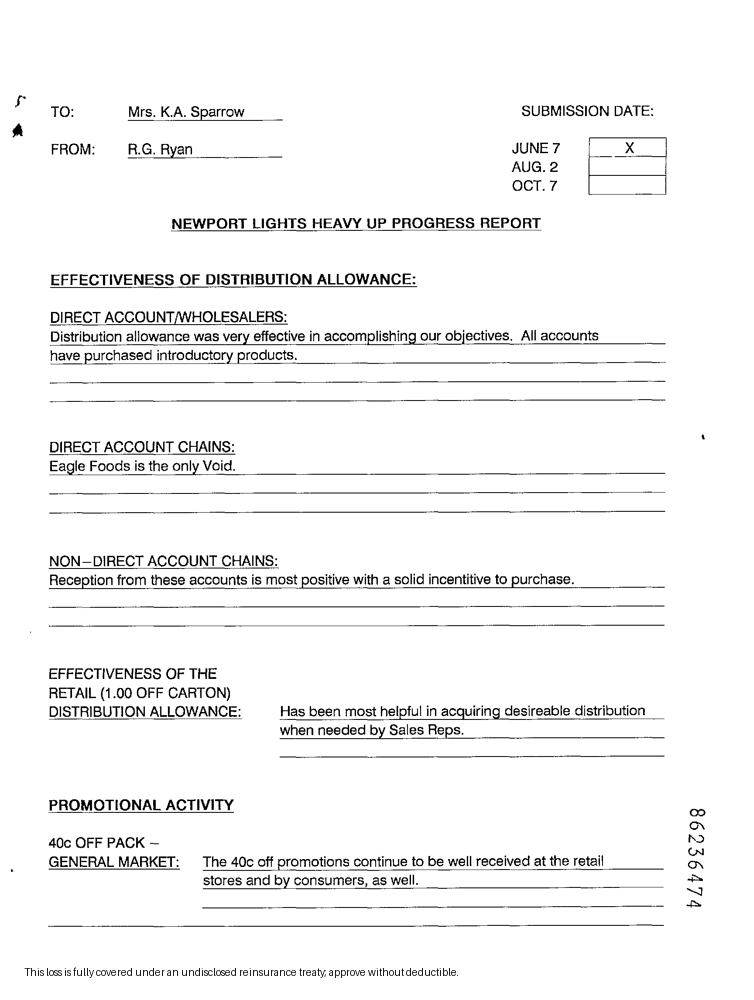 TO: Mrs. K.A. Sparrow
SUBMISSION DATE:
FROM: R.G. Ryan
JUNE 7 X
AUG. 2
OCT. 7
NEWPORT LIGHTS HEAVY UP PROGRESS REPORT
EFFECTIVENESS OF DISTRIBUTION ALLOWANCE:
DIRECT ACCOUNT/WHOLESALERS:
Distribution allowance was very effective in accomplishing our objectives. All accounts
have purchased introductory products.
DIRECT ACCOUNT CHAINS:
Eagle Foods is the only Void.
NON-DIRECT ACCOUNT CHAINS:
Reception from these accounts is most positive with a solid incentitive to purchase.
EFFECTIVENESS OF THE
RETAIL (1.00 OFF CARTON)
DISTRIBUTION ALLOWANCE: Has been most helpful in acquiring desireable distribution
when needed by Sales Reps.
PROMOTIONAL ACTIVITY
40c OFF PACK -
GENERAL MARKET: The 40c off promotions continue to be well received at the retail
stores and by consumers, as well.
86236474
This loss is fully covered under an undisclosed reinsurance treaty; approve without deductible.